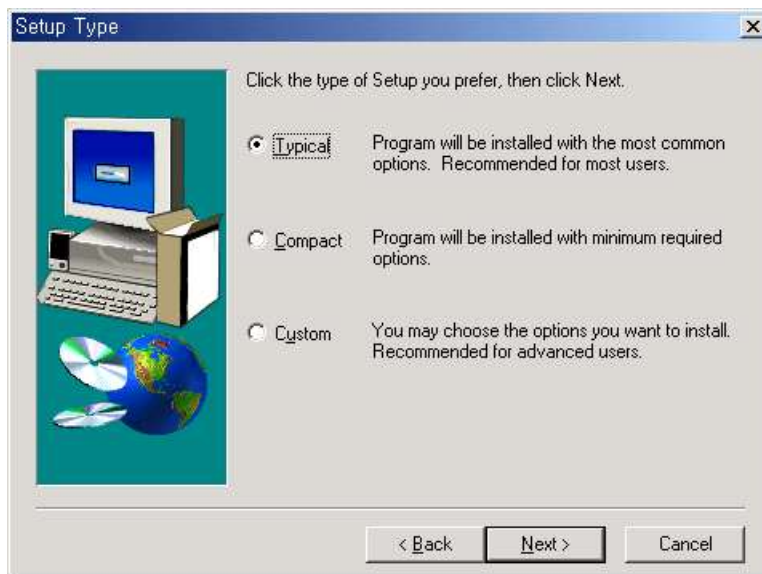 Setup Type
Click the type of Setup you prefer, then click Next.
Typical
Program will be installed with the most common
options. Recommended for most users.
Compact
Program will be installed with minimum required
options.
Custom
You may choose the options you want to install.
Recommended for advanced users.
< Back
Next >
Cancel